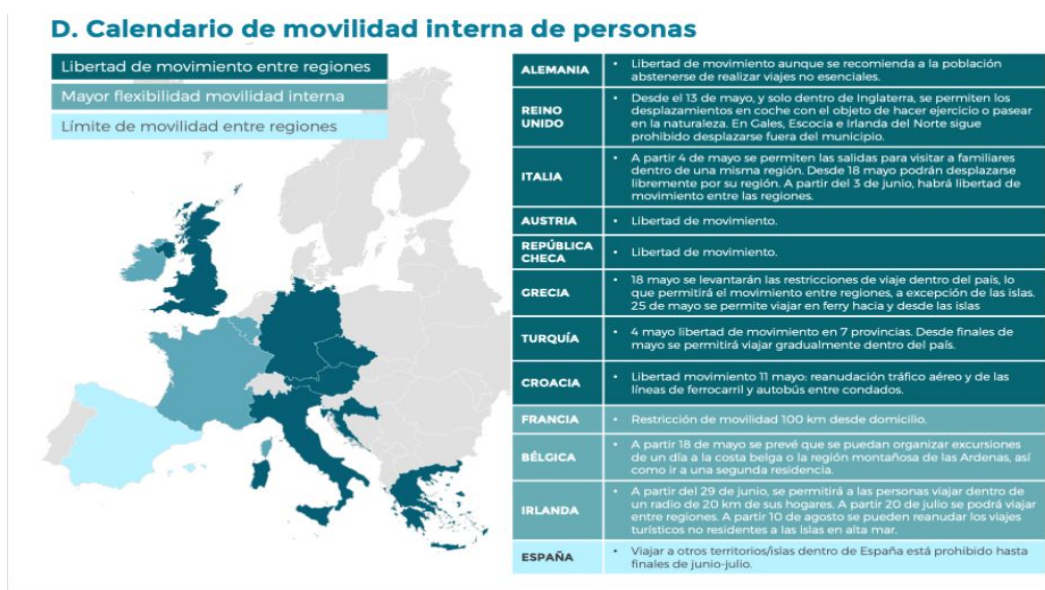 D. Calendario de movilidad interna de personas
Libertad de movimiento entre regiones
Mayor flexibilidad movilidad interna
Límite de movilidad entre regiones
ALEMANIA
• Libertad de movimiento aunque se recomienda a la población
abstenerse de realizar viajes no esenciales.
REINO
UNIDO
• Desde el 13 de mayo, y solo dentro de Inglaterra, se permiten los
desplazamientos en coche con el objeto de hacer ejercicio o pasear
en la naturaleza. En Gales, Escocia e Irlanda del Norte sigue
prohibido desplazarse fuera del municipio.
ITALIA
• A partir 4 de mayo se permiten las salidas para visitar a familiares
dentro de una misma región. Desde 18 mayo podrán desplazarse
libremente por su región. A partir del 3 de junio, habrá libertad de
movimiento entre las regiones.
AUSTRIA
• Libertad de movimiento.
REPÚBLICA
CHECA
• Libertad de movimiento.
GRECIA
• 18 mayo se levantarán las restricciones de viaje dentro del país, lo
que permitirá el movimiento entre regiones, a excepción de las islas.
25 de mayo se permite viajar en ferry hacia y desde las islas
TURQUÍA
• 4 mayo libertad de movimiento en 7 provincias. Desde finales de
mayo se permitirá viajar gradualmente dentro del país.
CROACIA
• Libertad movimiento 11 mayo: reanudación tráfico aéreo y de las
líneas de ferrocarril y autobús entre condados.
FRANCIA
• Restricción de movilidad 100 km desde domicilio.
BÉLGICA
• A partir 18 de mayo se prevé que se puedan organizar excursiones
de un día a la costa belga o la región montañosa de las Ardenas, así
como ir a una segunda residencia.
IRLANDA
• A partir del 29 de junio, se permitirá a las personas viajar dentro de
un radio de 20 km de sus hogares. A partir 20 de julio se podrá viajar
entre regiones. A partir 10 de agosto se pueden reanudar los viajes
turísticos no residentes a las islas en alta mar.
ESPAÑA
• Viajar a otros territorios/islas dentro de España está prohibido hasta
finales de junio-julio.